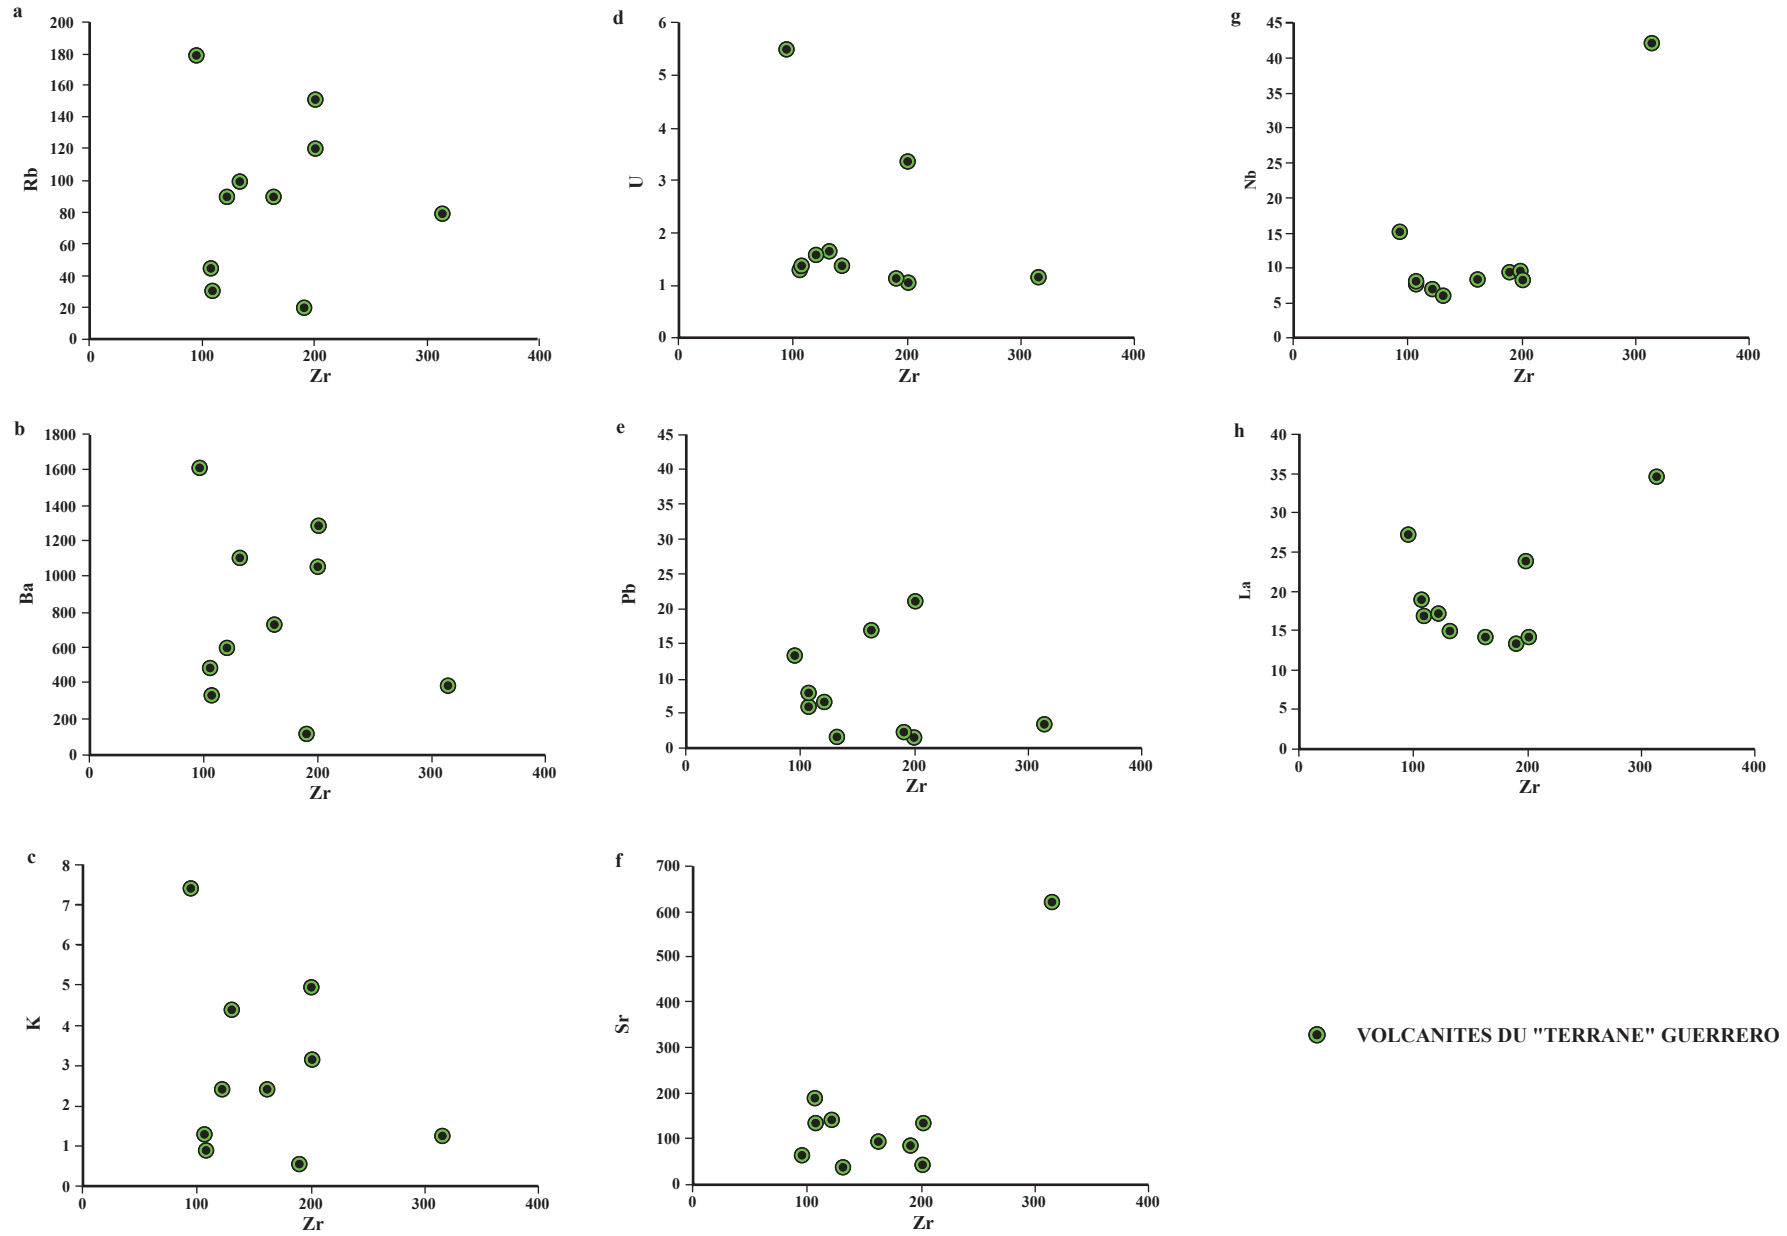 a
200
180
160
140
120
100
80
60
40
20
0
Rb
0 100 200 300 400
Zr
d
6
5
4
3
2
1
0
U
0 100 200 300 400
Zr
g
45
40
35
30
25
20
15
10
5
0
Nb
0 100 200 300 400
Zr
b
1800
1600
1400
1200
1000
800
600
400
200
0
Ba
0 100 200 300 400
Zr
e
45
40
35
30
25
20
15
10
5
0
Pb
0 100 200 300 400
Zr
h
40
35
30
25
20
15
10
5
0
La
0 100 200 300 400
Zr
c
8
7
6
5
4
3
2
1
0
K
0 100 200 300 400
Zr
f
700
600
500
400
300
200
100
0
Sr
0 100 200 300 400
Zr
VOLCANITES DU "TERRANE" GUERRERO